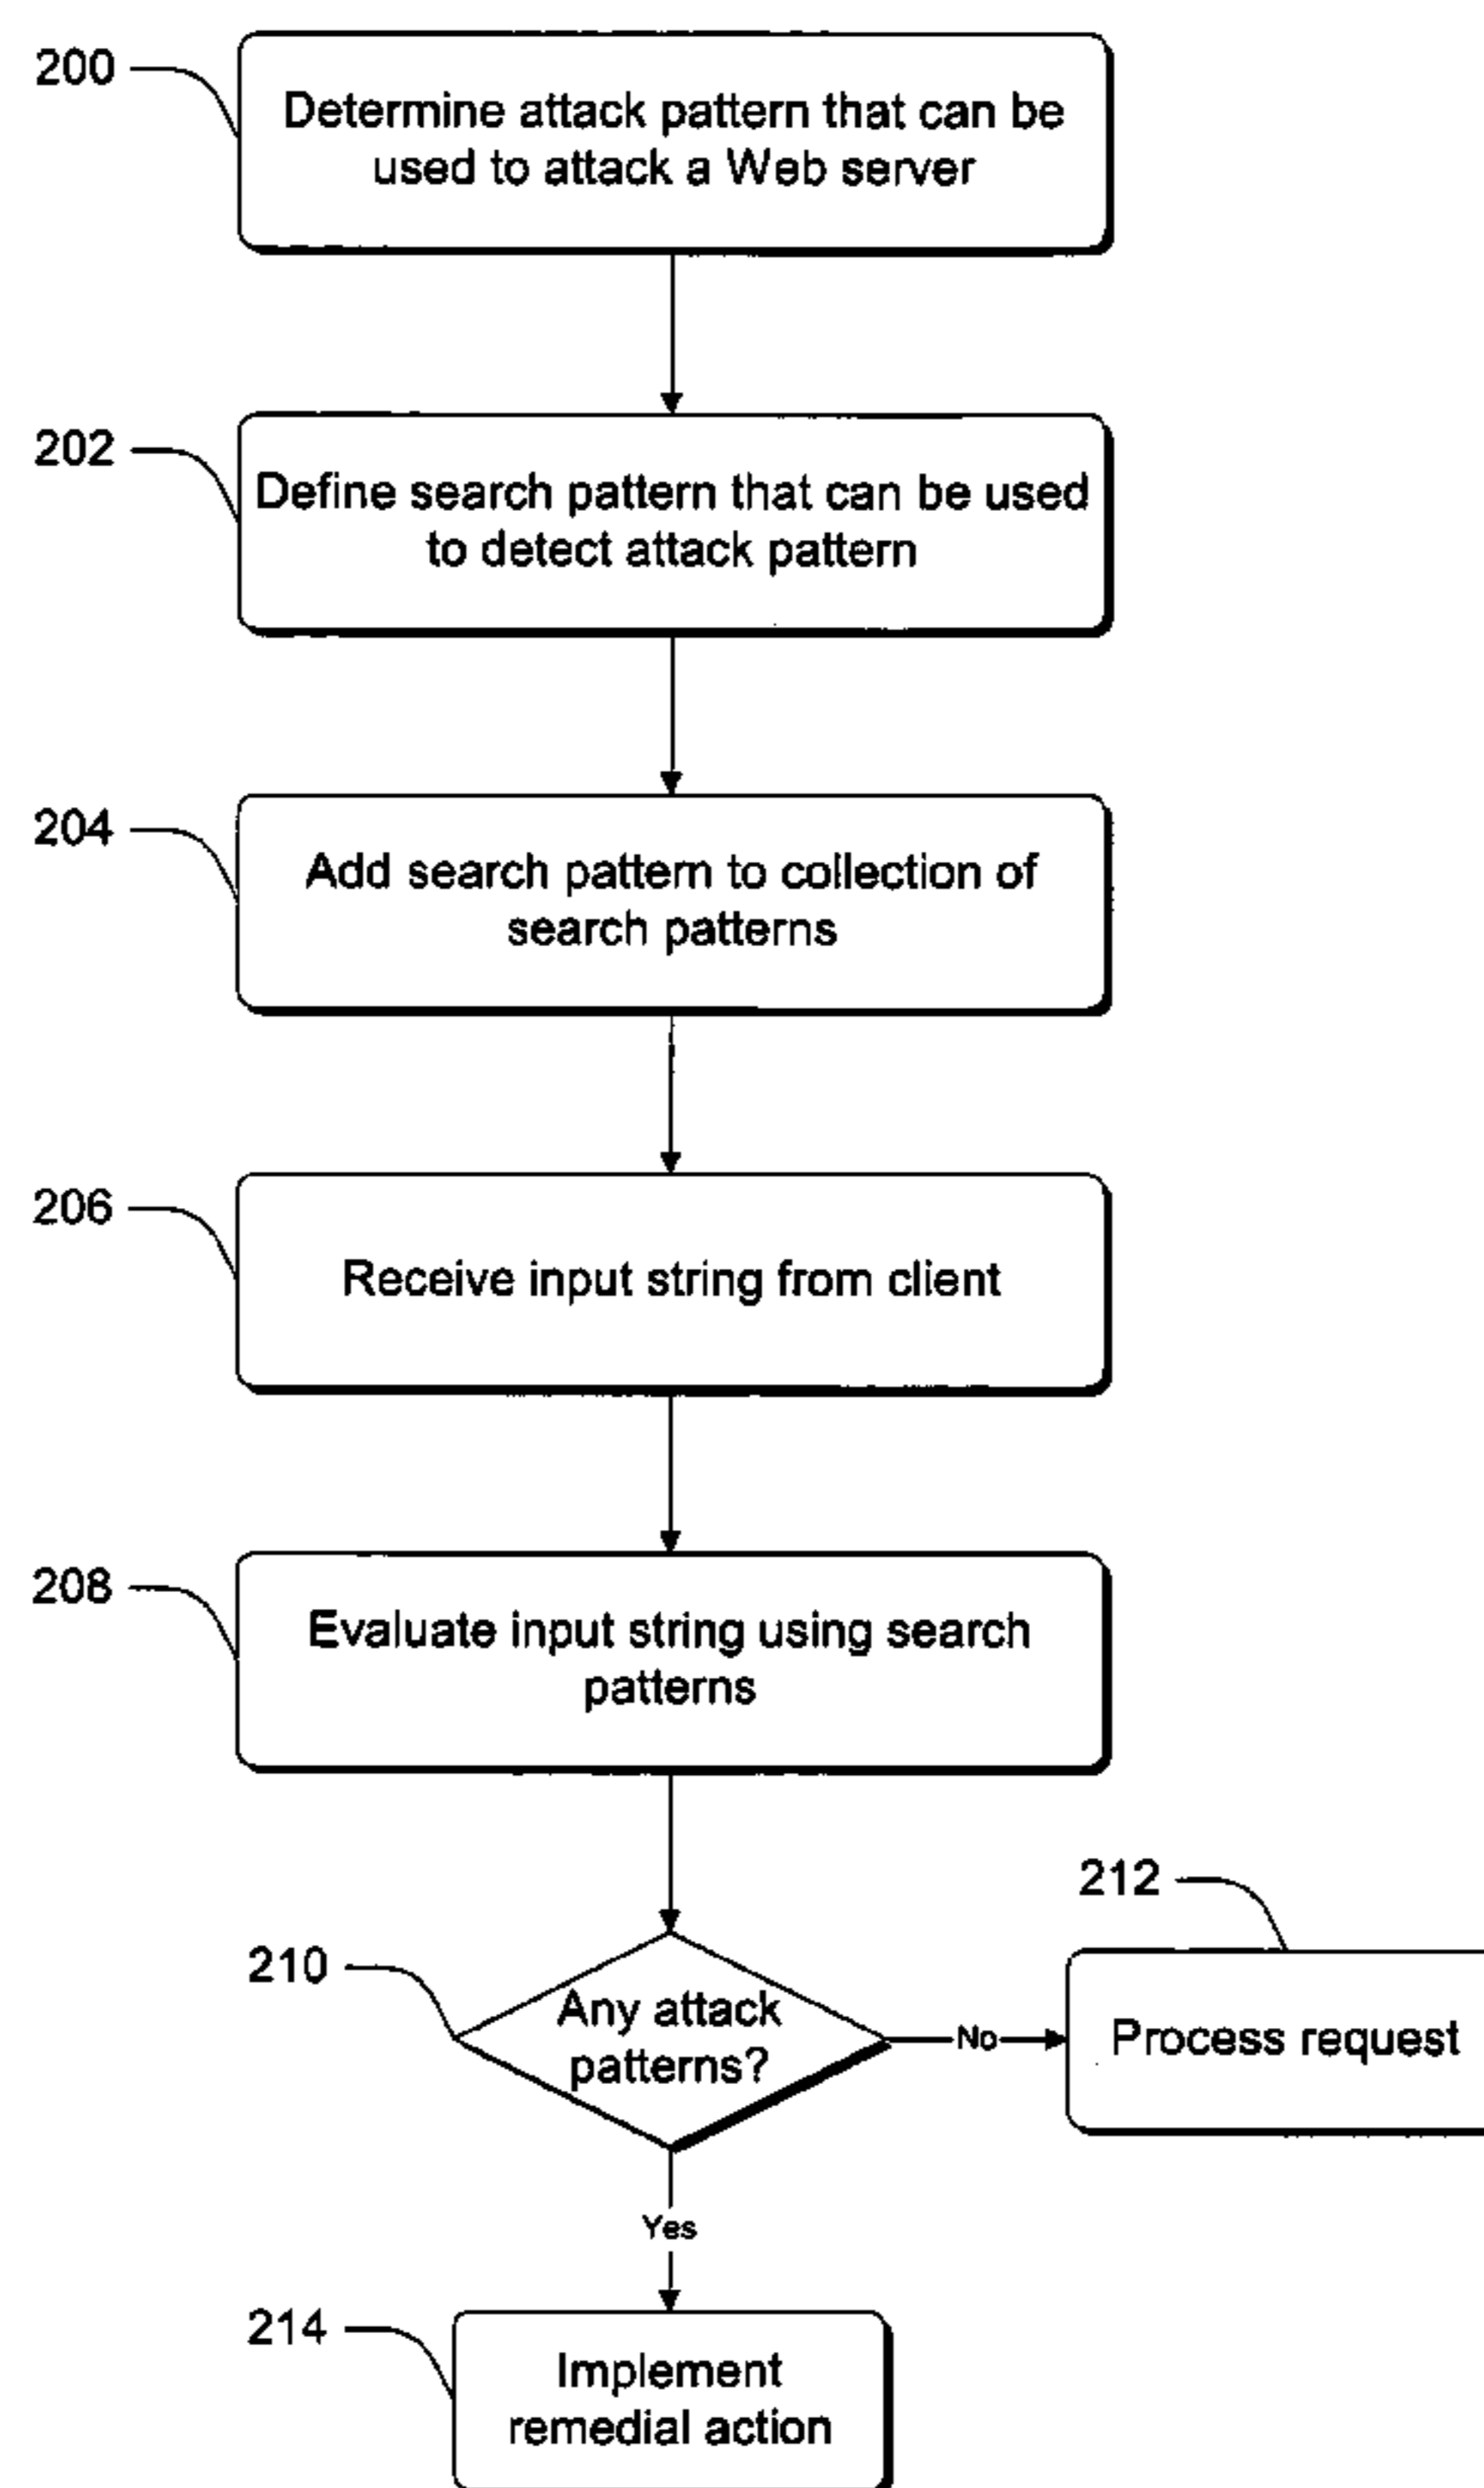 200
Determine attack pattern that can be
used to attack a Web server
202
Define search pattern that can be used
to detect attack pattern
204
Add search pattern to collection of
search patterns
206
Receive input string from client
208
Evaluate input string using search
patterns
210
Any attack
patterns?
No
212
Process request
Yes
214
Implement
remedial action